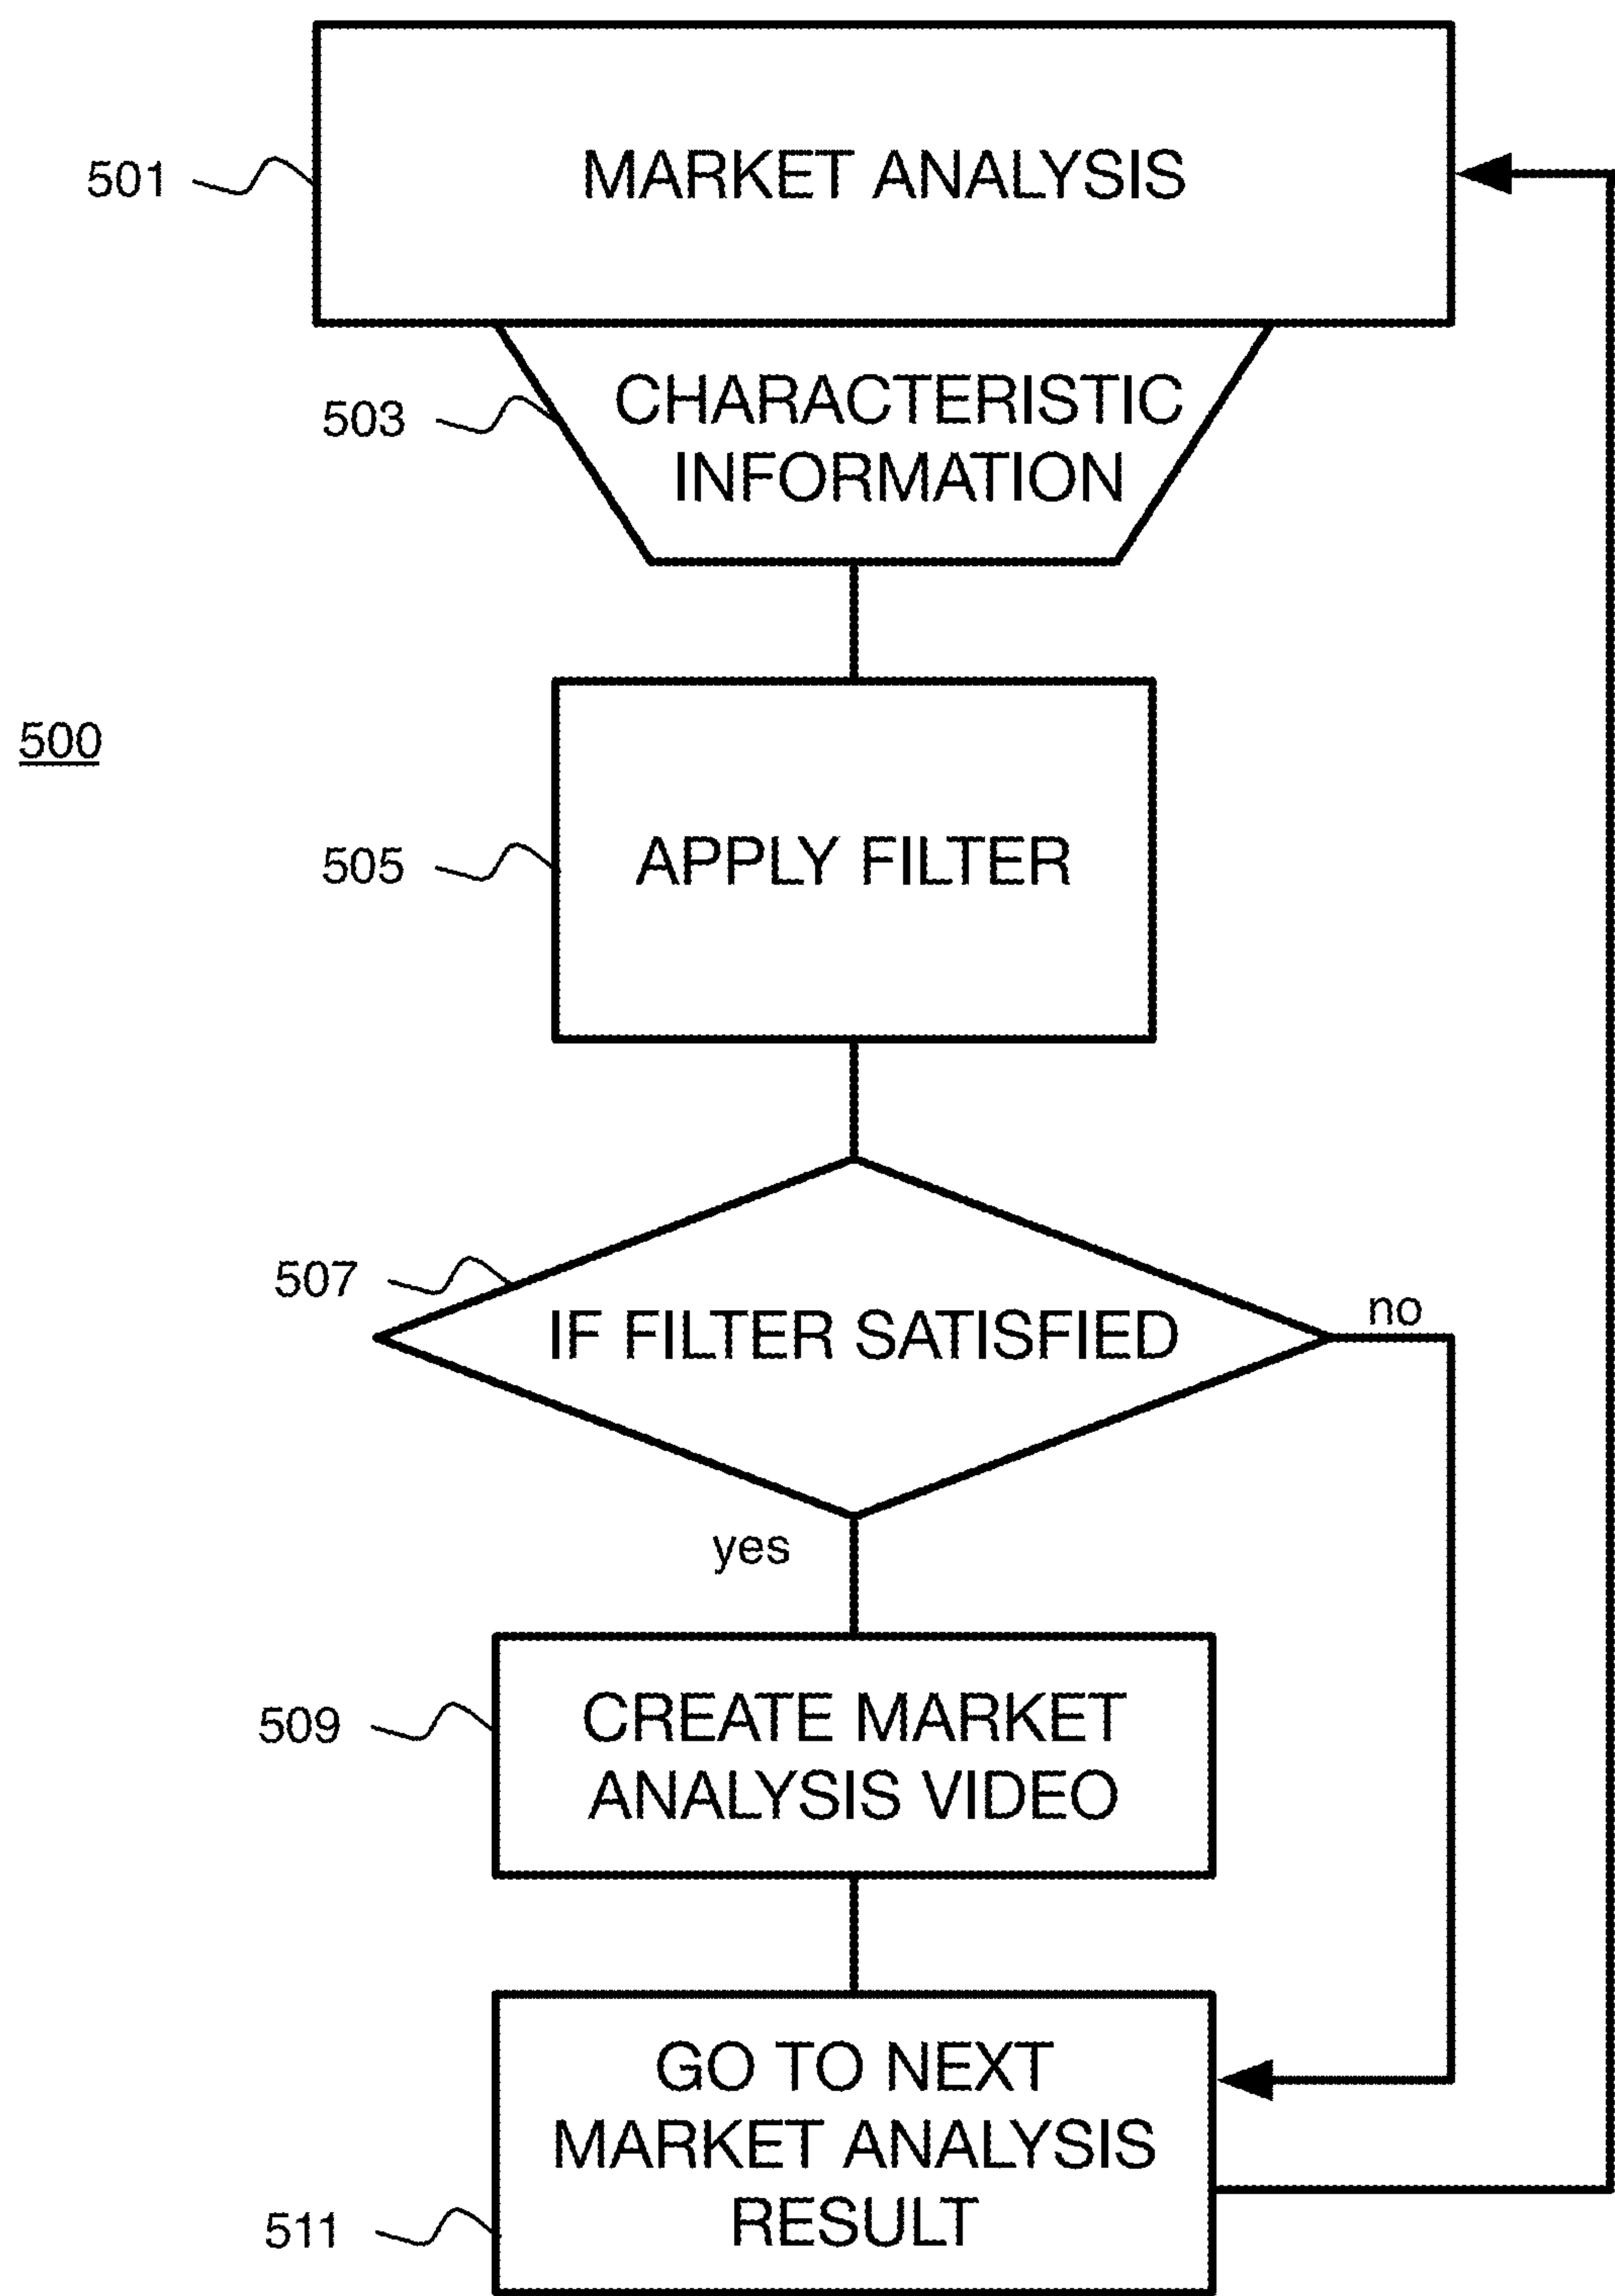 501
MARKET ANALYSIS
503
CHARACTERISTIC
INFORMATION
500
505
APPLY FILTER
507
IF FILTER SATISFIED
no
yes
509
CREATE MARKET
ANALYSIS VIDEO
GO TO NEXT
MARKET ANALYSIS
RESULT
511